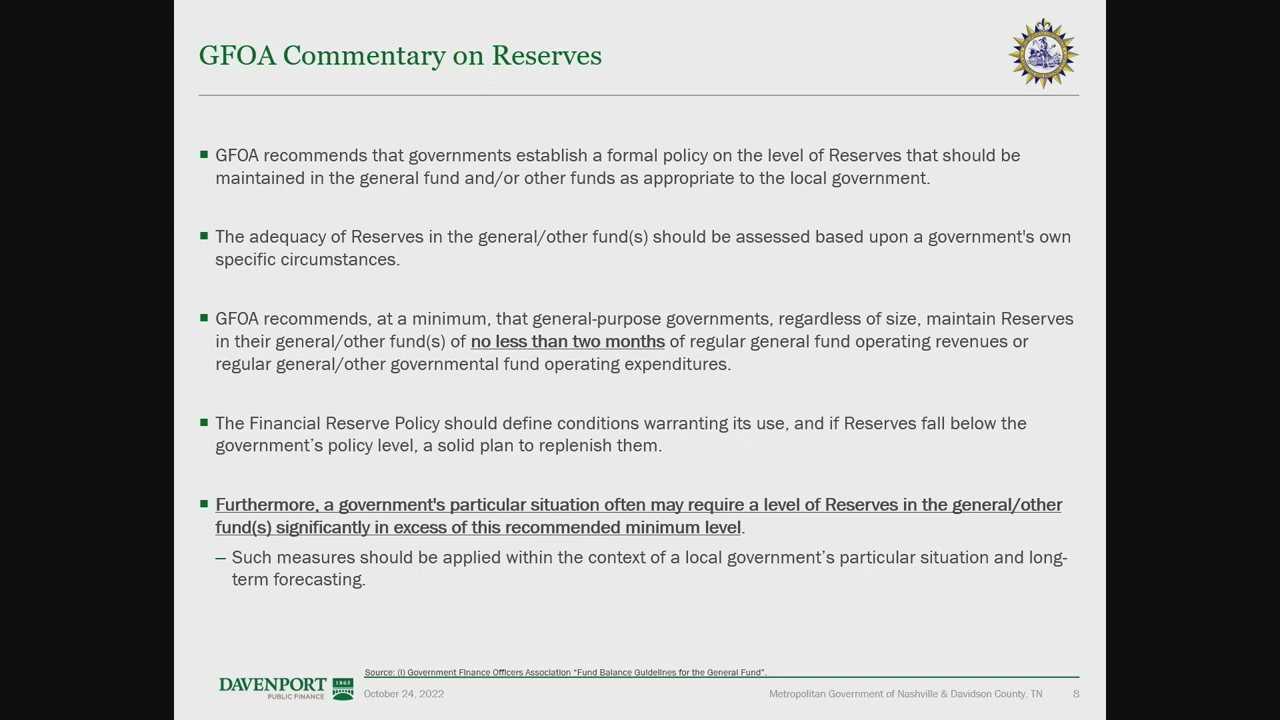 GFOA Commentary on Reserves
GFOA recommends that governments establish a formal policy on the level of Reserves that should be
maintained in the general fund and/or other funds as appropriate to the local government.
The adequacy of Reserves in the general/other fund(s) should be assessed based upon a government's own
specific circumstances.
GFOA recommends, at a minimum, that general-purpose governments, regardless of size, maintain Reserves
in their general/other fund(s) of no less than two months of regular general fund operating revenues or
regular general/other governmental fund operating expenditures.
The Financial Reserve Policy should define conditions warranting its use, and if Reserves fall below the
government’s policy level, a solid plan to replenish them.
Furthermore, a government's particular situation often may require a level of Reserves in the general/other
fund(s) significantly in excess of this recommended minimum level.
– Such measures should be applied within the context of a local government’s particular situation and long-
term forecasting.
Source: (I) Government Finance Officers Association “Fund Balance Guidelines for the General Fund”.
DAVENPORT
PUBLIC FINANCE
1863
October 24, 2022
Metropolitan Government of Nashville & Davidson County, TN
8